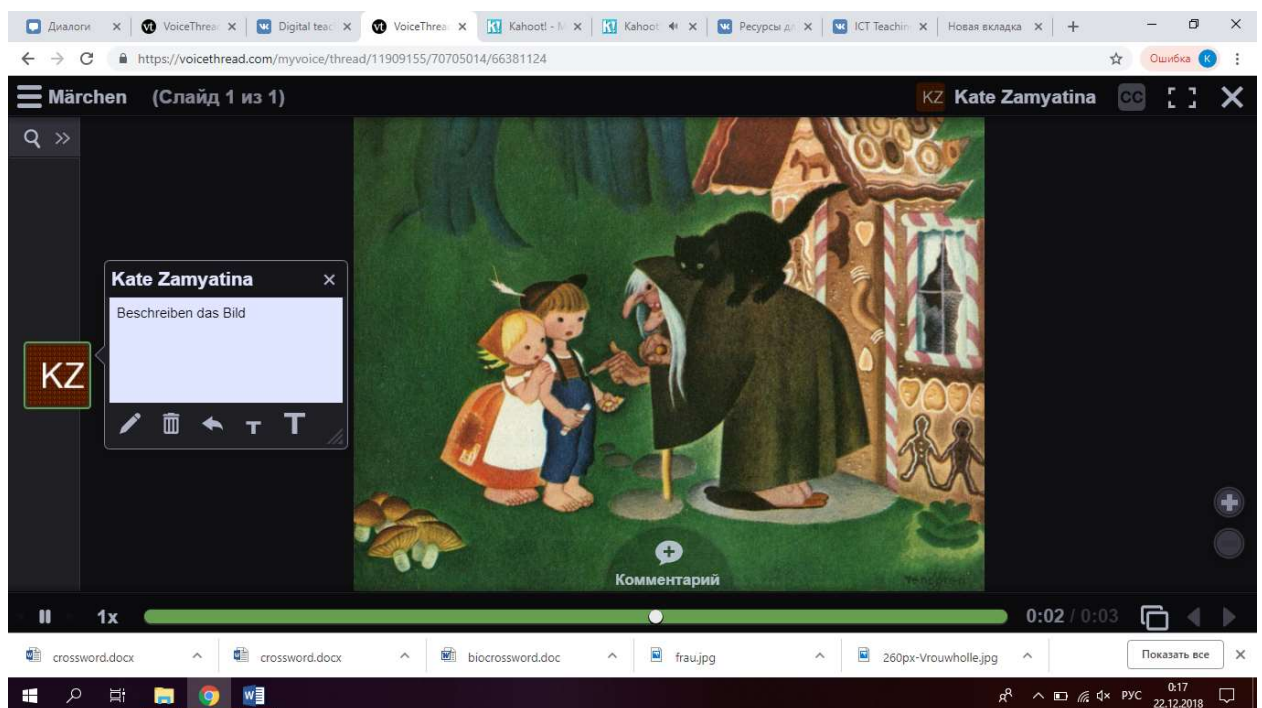 Диалоги
VoiceThrea
Digital teac
VoiceThrea
Kahoot! - M
Kahoot
Ресурсы дл
ICT Teachin
Новая вкладка
https://voicethread.com/myvoice/thread/11909155/70705014/66381124
Ошибка K
Märchen (Слайд 1 из 1)
KZ Kate Zamyatina CC
Kate Zamyatina
Beschreiben das Bild
KZ
T T
Комментарий
1x
0:02 / 0:03
crossword.docx
crossword.docx
biocrossword.doc
frau.jpg
260px-Vrouwholle.jpg
Показать все
РУС
0:17
22.12.2018